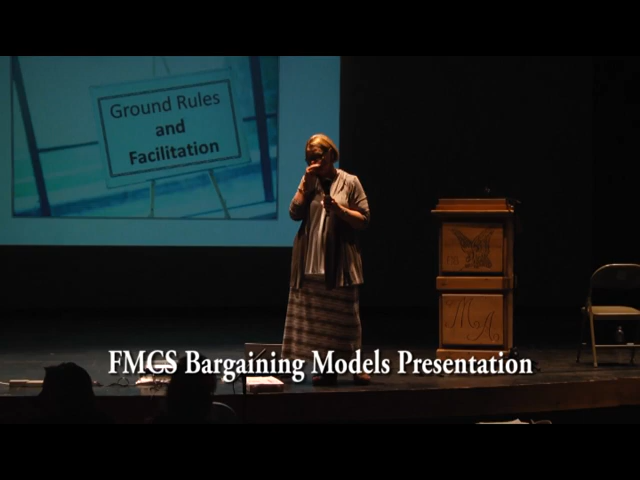 Ground Rules
and
Facilitation
M A
FMCS Bargaining Models Presentation